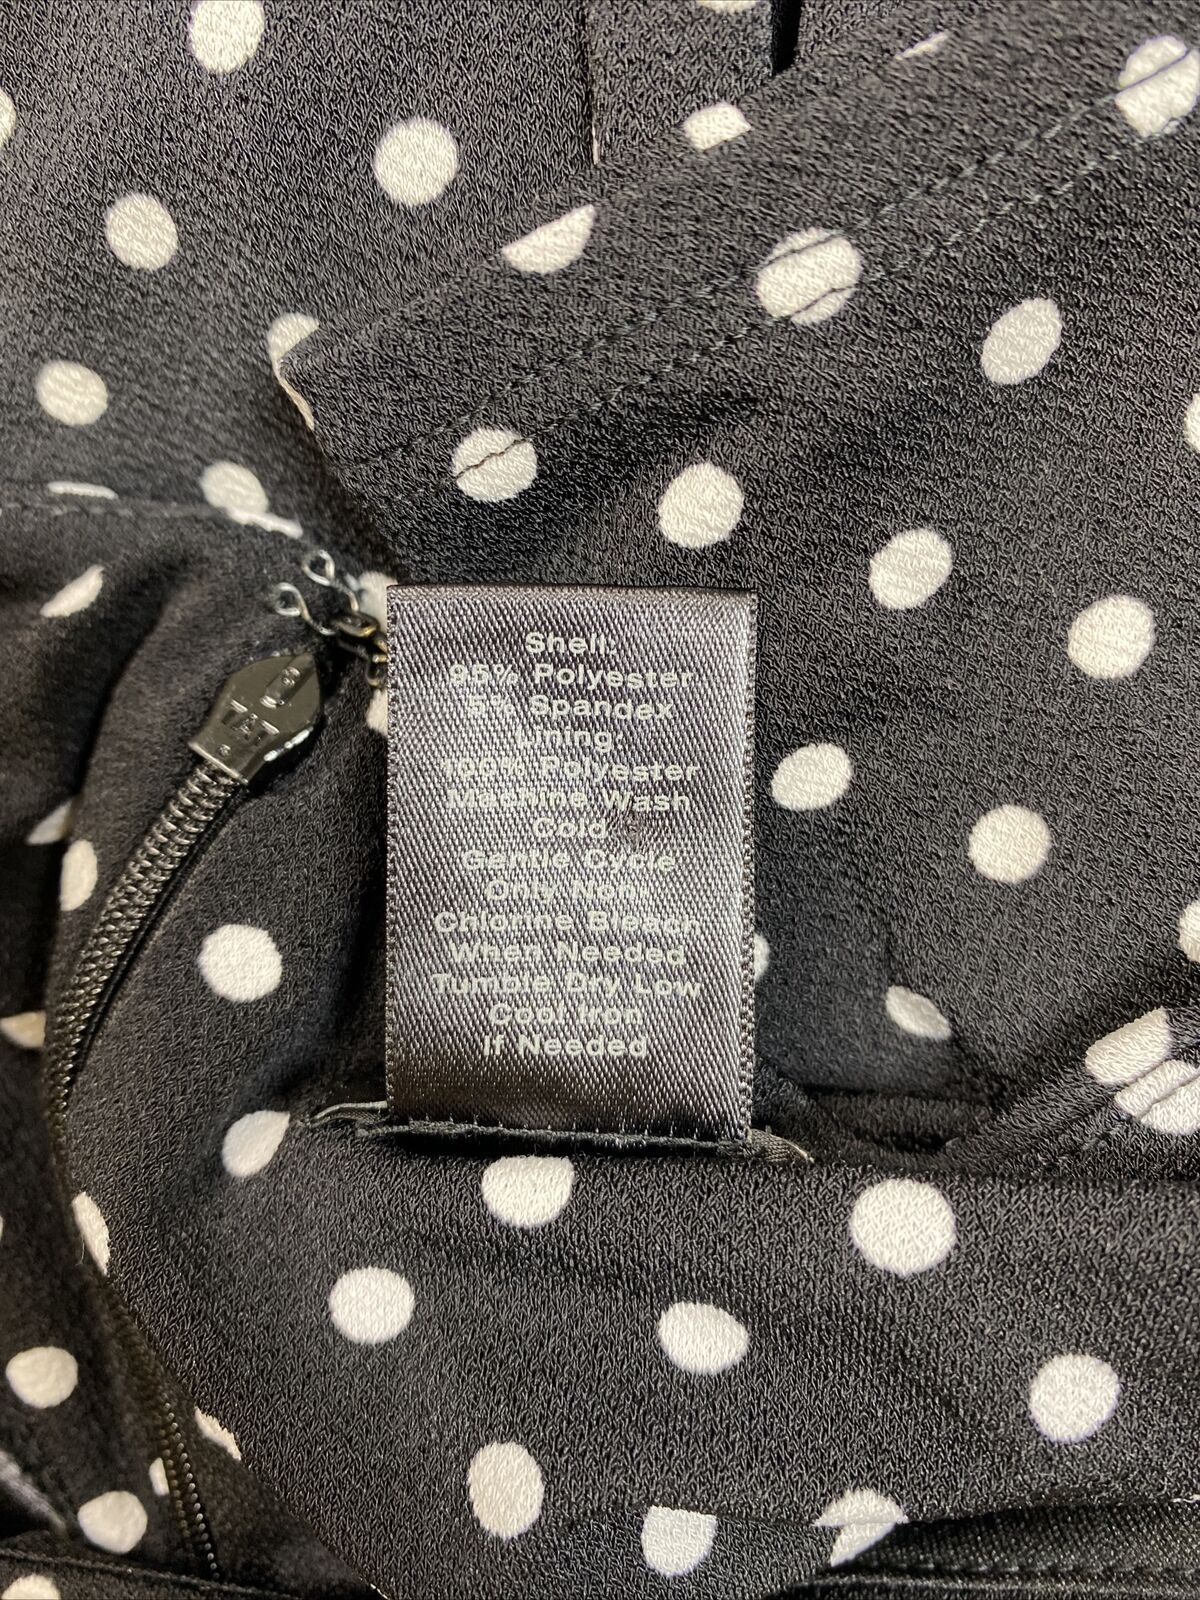 Shell:
95% Polyester
5% Spandex
Lining:
100% Polyester
Machine Wash
Cold
Gentle Cycle
Only Non-
Chlorine Bleach
When Needed
Tumble Dry Low
Cool Iron
If Needed